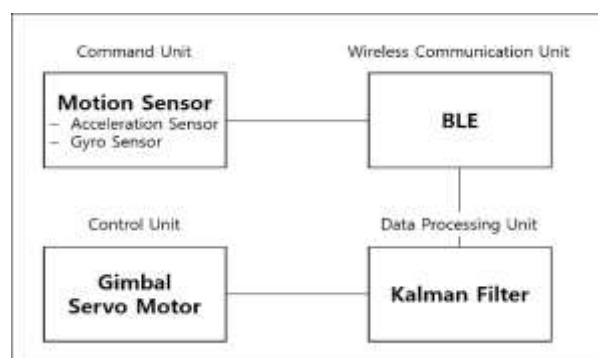 Command Unit
Wireless Communication Unit
Motion Sensor
– Acceleration Sensor
– Gyro Sensor
BLE
Control Unit
Data Processing Unit
Gimbal
Servo Motor
Kalman Filter